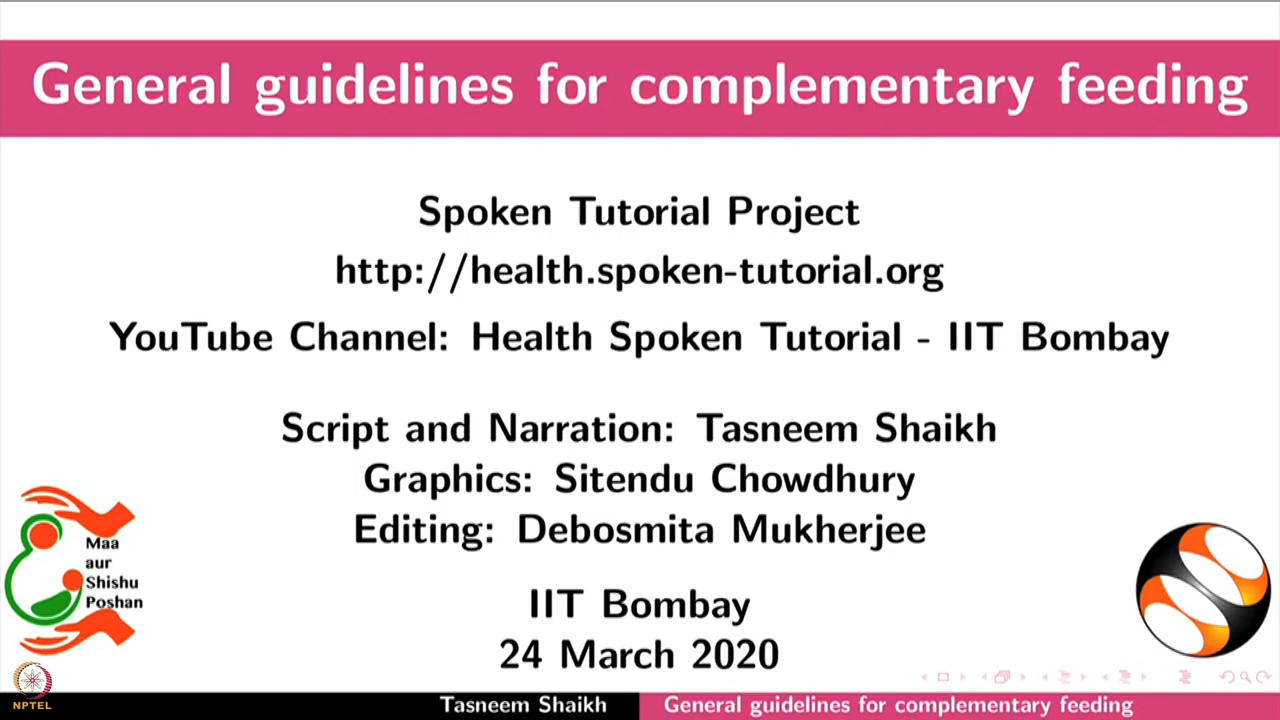 General guidelines for complementary feeding
Spoken Tutorial Project
http://health.spoken-tutorial.org
YouTube Channel: Health Spoken Tutorial - IIT Bombay
Script and Narration: Tasneem Shaikh
Graphics: Sitendu Chowdhury
Editing: Debosmita Mukherjee
Maa
aur
Shishu
Poshan
IIT Bombay
24 March 2020
NPTEL
Tasneem Shaikh
General guidelines for complementary feeding